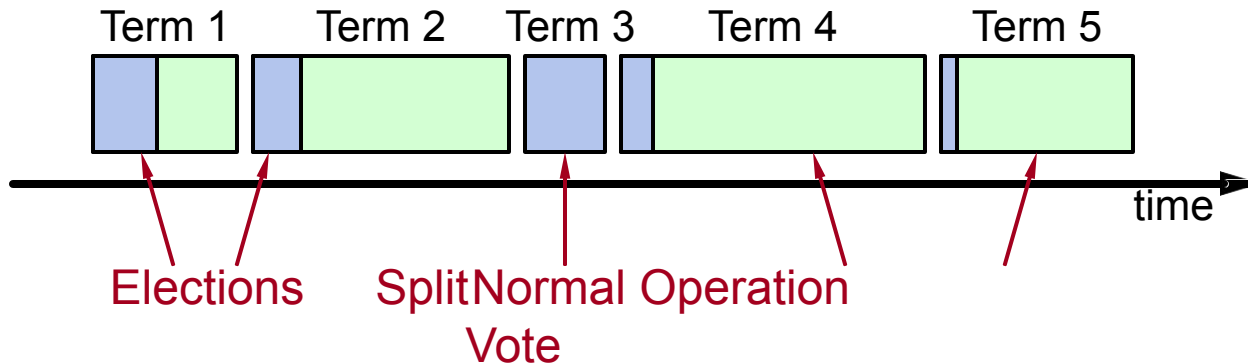 Term 1 Term 2 Term 3 Term 4 Term 5
time
Elections Split Normal Operation
Vote